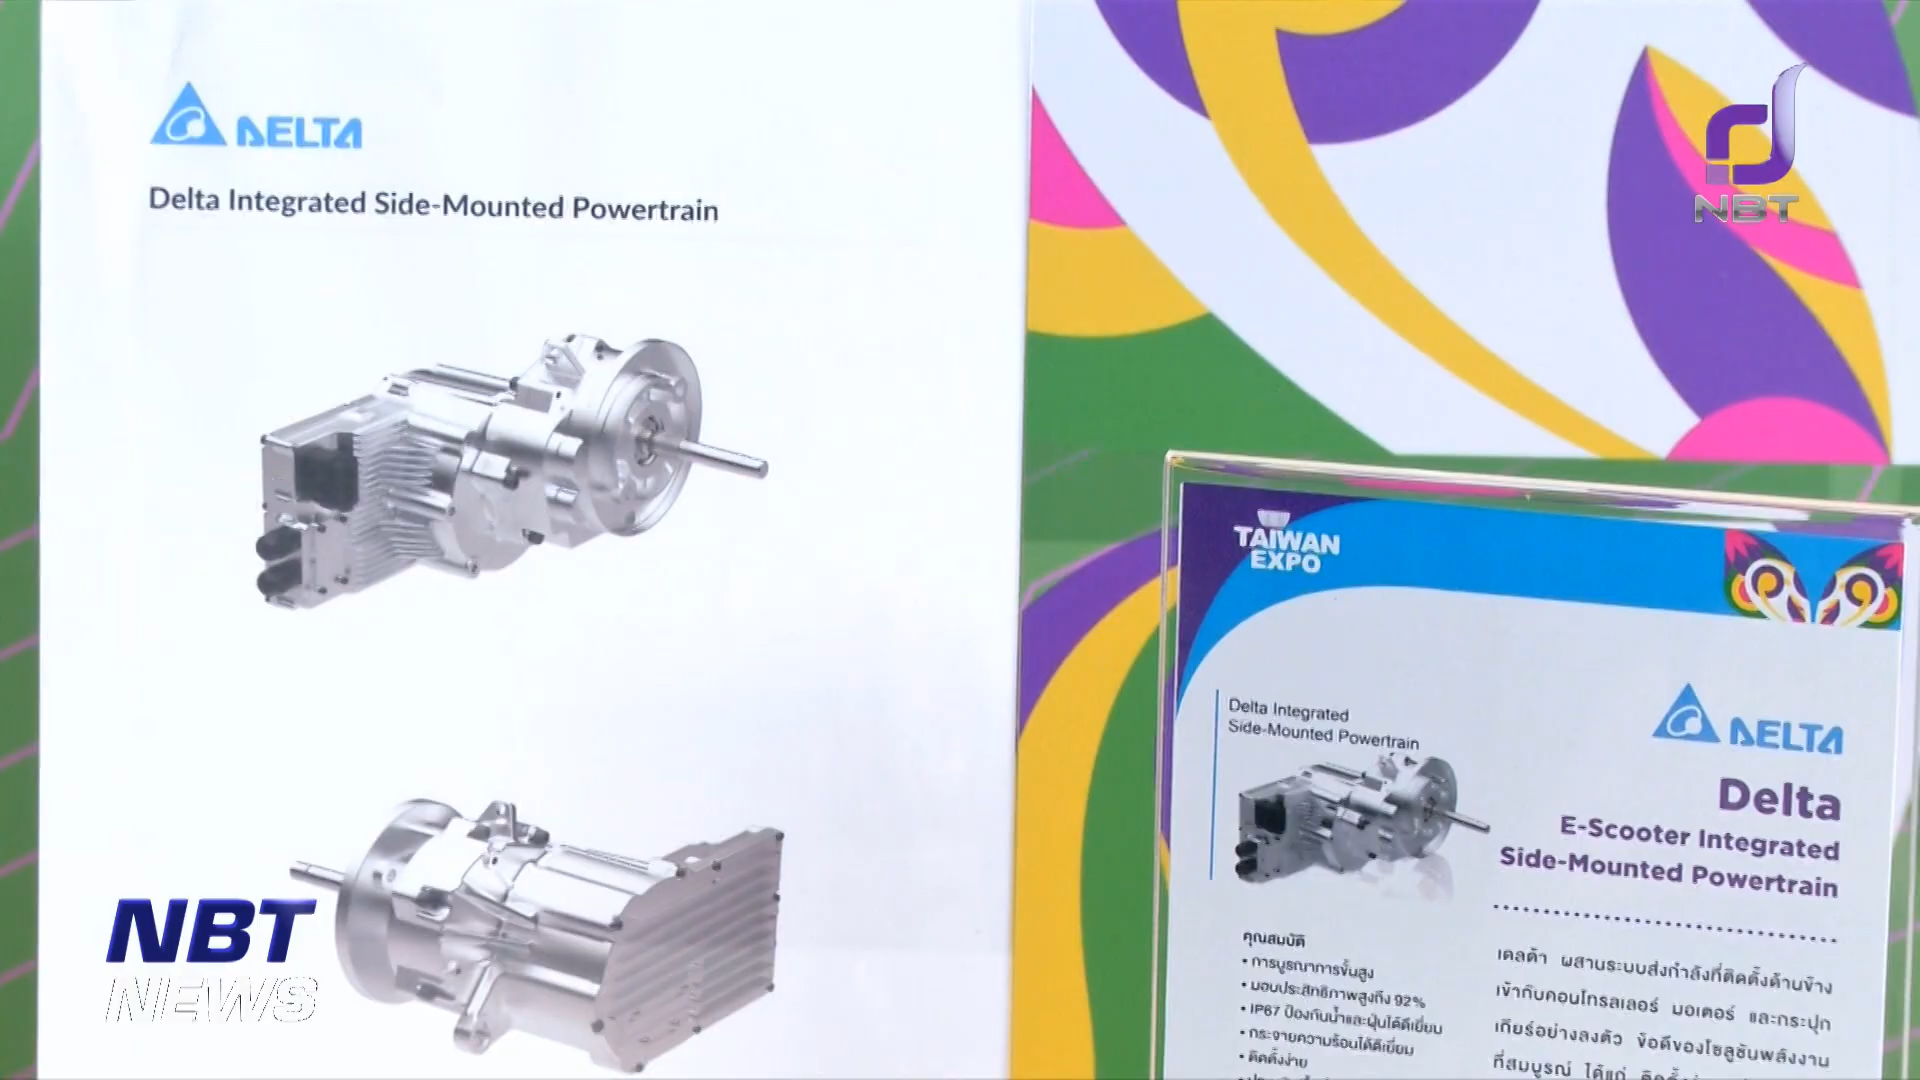 DELTA
Delta Integrated Side-Mounted Powertrain
NBT
TAIWAN
EXPO
Delta Integrated
Side-Mounted Powertrain
DELTA
Delta
E-Scooter Integrated
Side-Mounted Powertrain
คุณสมบัติ
• การบูรณาการขั้นสูง
• มอบประสิทธิภาพสูงถึง 92%
• IP67 ป้องกันน้ำและฝุ่นได้ดีเยี่ยม
• กระจายความร้อนได้ดีเยี่ยม
• ติดตั้งง่าย
เดลต้า ผสานระบบส่งกำลังที่ติดตั้งด้านข้าง
เข้ากับคอนโทรลเลอร์ มอเตอร์ และกระปุก
เกียร์อย่างลงตัว ข้อดีของโซลูชันพลังงาน
ที่สมบูรณ์ ได้แก่
NBT
NEWS